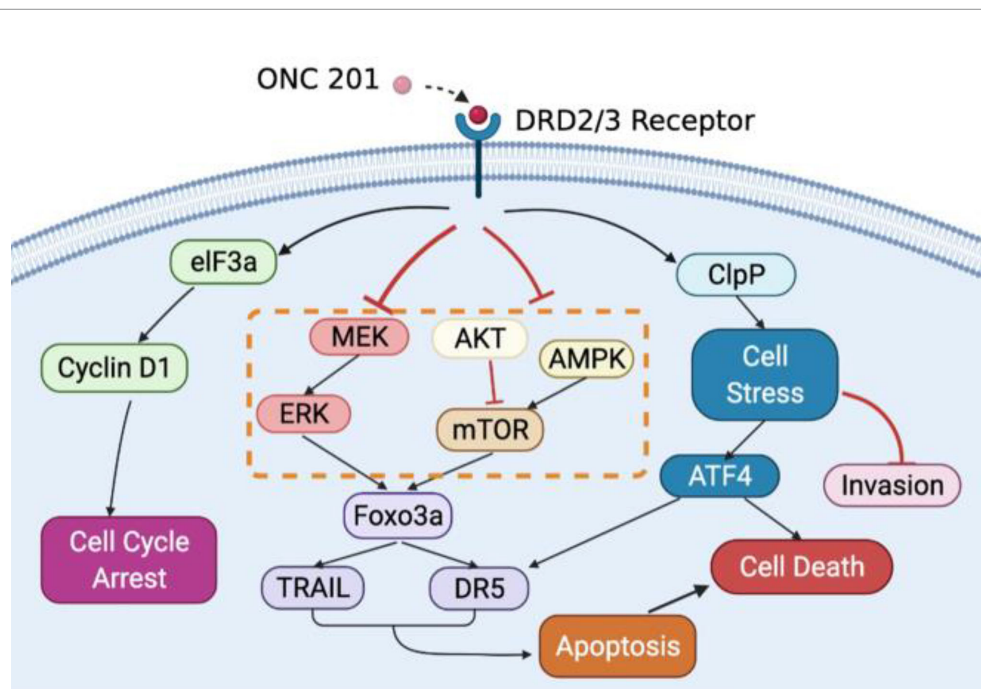 ONC 201
DRD2/3 Receptor
eIF3a
ClpP
MEK
AKT
AMPK
Cell
Stress
Cyclin D1
ERK
mTOR
ATF4
Invasion
Foxo3a
Cell Cycle
Arrest
TRAIL
DR5
Cell Death
Apoptosis